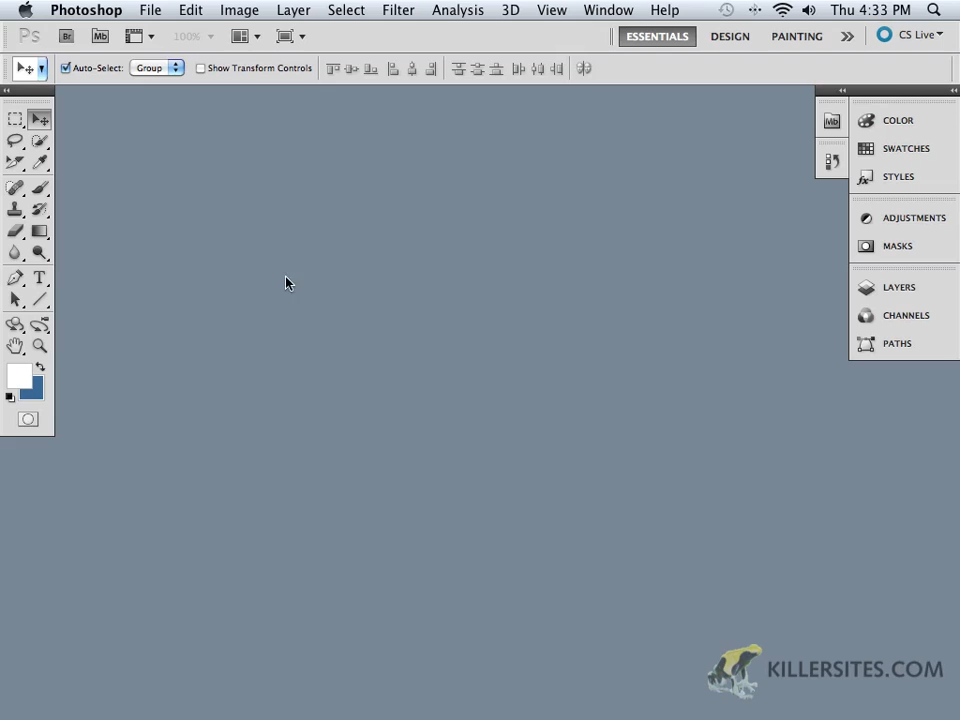 Photoshop File Edit Image Layer Select Filter Analysis 3D View Window Help Thu 4:33 PM
Ps Br Mb 100% ESSENTIALS DESIGN PAINTING CS Live
Auto-Select: Group Show Transform Controls
Mb
COLOR
SWATCHES
STYLES
ADJUSTMENTS
MASKS
LAYERS
CHANNELS
PATHS
T
KILLERSITES.COM